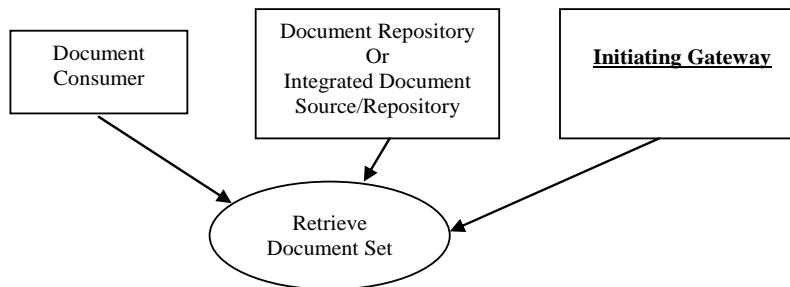 Document
Consumer
Document Repository
Or
Integrated Document
Source/Repository
Initiating Gateway
Retrieve
Document Set